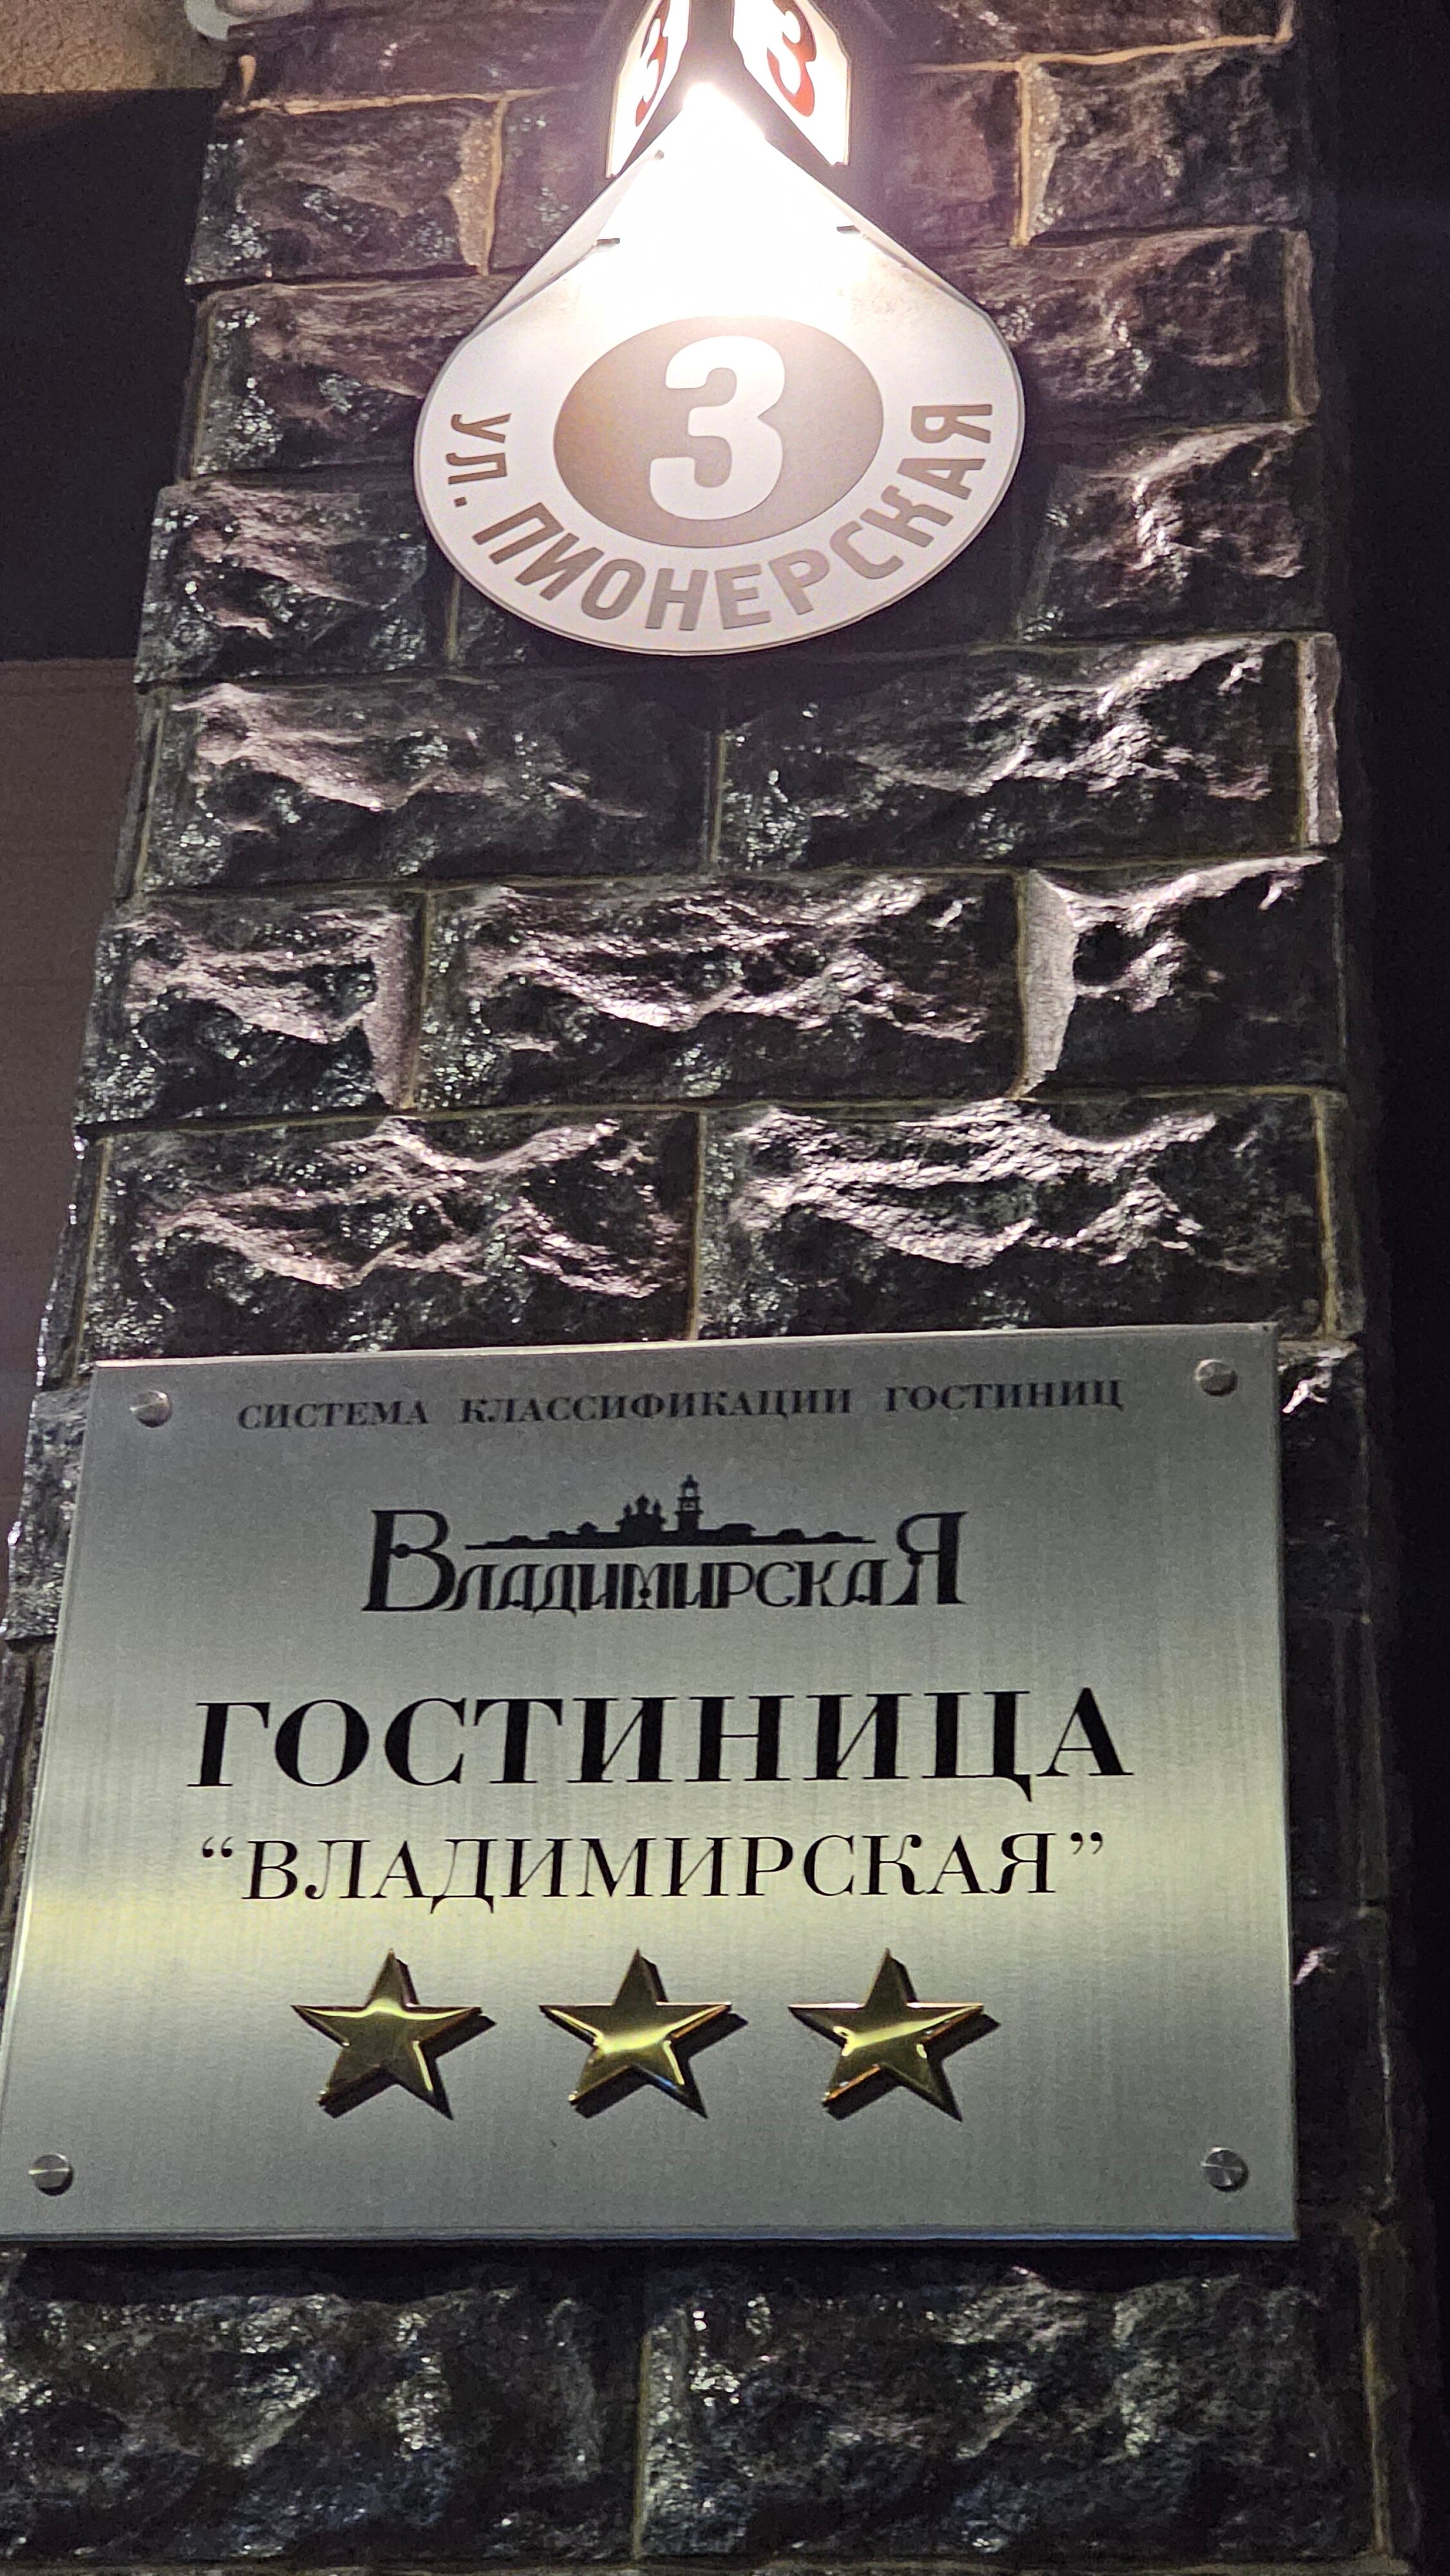 3 3
3
УЛ. ПИОНЕРСКАЯ
СИСТЕМА КЛАССИФИКАЦИИ ГОСТИНИЦ
ВЛАДИМИРСКАЯ
ГОСТИНИЦА
“ВЛАДИМИРСКАЯ”